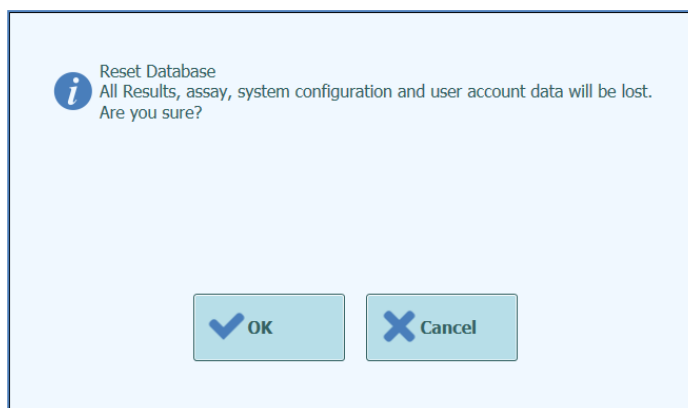 Reset Database
All Results, assay, system configuration and user account data will be lost.
Are you sure?
OK
Cancel